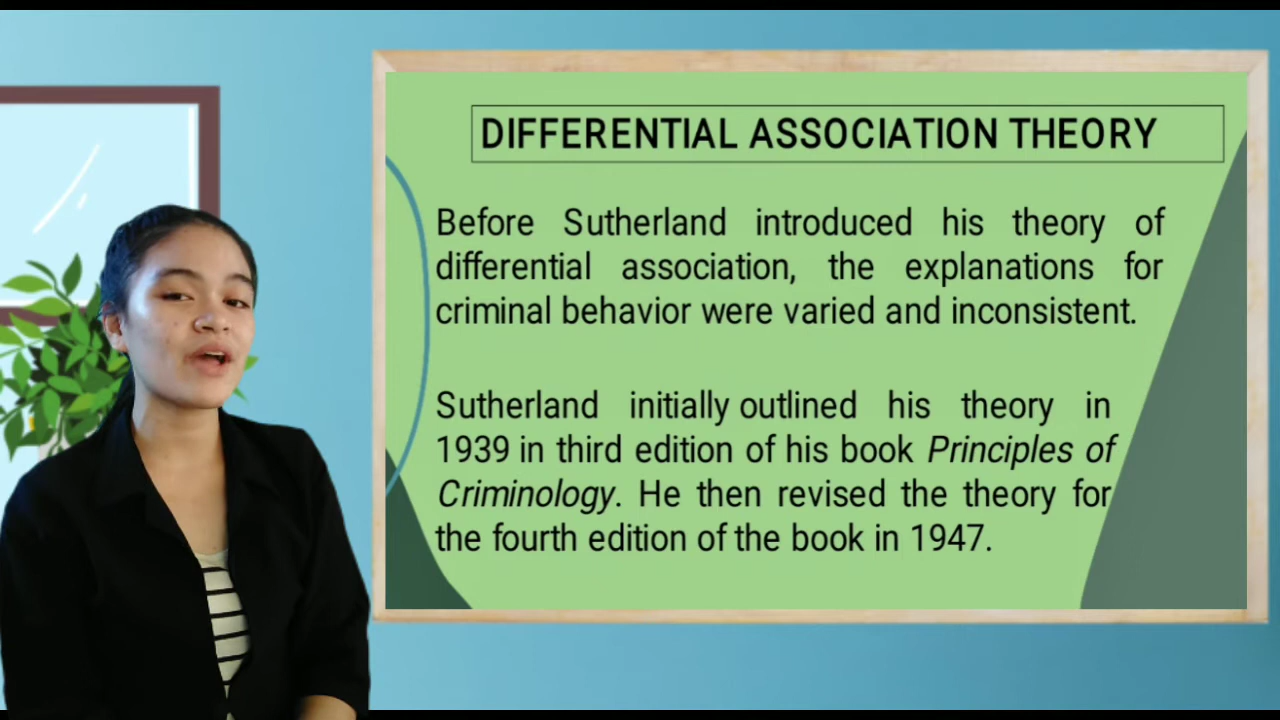 DIFFERENTIAL ASSOCIATION THEORY
Before Sutherland introduced his theory of
differential association, the explanations for
criminal behavior were varied and inconsistent.
Sutherland initially outlined his theory in
1939 in third edition of his book Principles of
Criminology. He then revised the theory for
the fourth edition of the book in 1947.